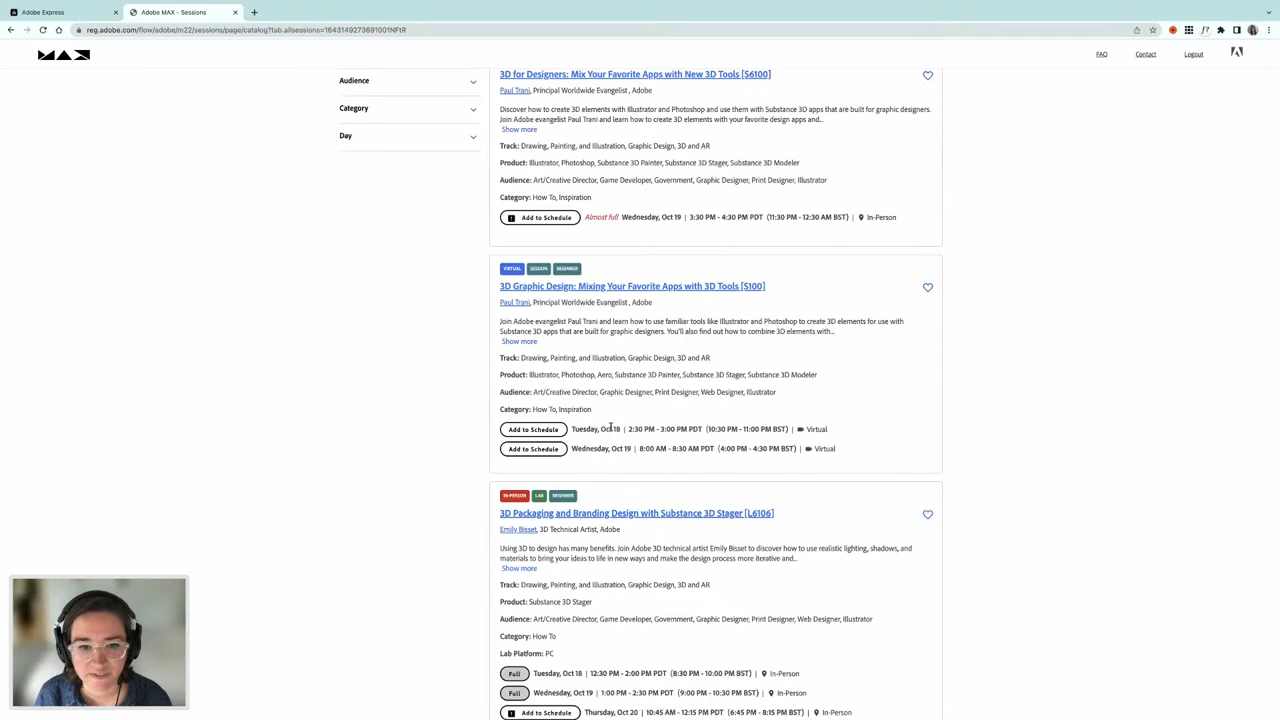 Adobe Express
Adobe MAX - Sessions
reg.adobe.com/flow/adobe/m22/sessions/page/catalog?tab.allsessions=1643149273691001NFtR
MAX
FAQ
Contact
Logout
Audience
Category
Day
3D for Designers: Mix Your Favorite Apps with New 3D Tools [S6100]
Paul Trani, Principal Worldwide Evangelist , Adobe
Discover how to create 3D elements with Illustrator and Photoshop and use them with Substance 3D apps that are built for graphic designers.
Join Adobe evangelist Paul Trani and learn how to create 3D elements with your favorite design apps and...
Show more
Track: Drawing, Painting, and Illustration, Graphic Design, 3D and AR
Product: Illustrator, Photoshop, Substance 3D Painter, Substance 3D Stager, Substance 3D Modeler
Audience: Art/Creative Director, Game Developer, Government, Graphic Designer, Print Designer, Illustrator
Category: How To, Inspiration
Add to Schedule Almost full Wednesday, Oct 19 | 3:30 PM - 4:30 PM PDT (11:30 PM - 12:30 AM BST) | In-Person
VIRTUAL SESSION BEGINNER
3D Graphic Design: Mixing Your Favorite Apps with 3D Tools [S100]
Paul Trani, Principal Worldwide Evangelist , Adobe
Join Adobe evangelist Paul Trani and learn how to use familiar tools like Illustrator and Photoshop to create 3D elements for use with
Substance 3D apps that are built for graphic designers. You'll also find out how to combine 3D elements with...
Show more
Track: Drawing, Painting, and Illustration, Graphic Design, 3D and AR
Product: Illustrator, Photoshop, Aero, Substance 3D Painter, Substance 3D Stager, Substance 3D Modeler
Audience: Art/Creative Director, Graphic Designer, Print Designer, Web Designer, Illustrator
Category: How To, Inspiration
Add to Schedule Tuesday, Oct 18 | 2:30 PM - 3:00 PM PDT (10:30 PM - 11:00 PM BST) | Virtual
Add to Schedule Wednesday, Oct 19 | 8:00 AM - 8:30 AM PDT (4:00 PM - 4:30 PM BST) | Virtual
IN-PERSON LAB BEGINNER
3D Packaging and Branding Design with Substance 3D Stager [L6106]
Emily Bisset, 3D Technical Artist, Adobe
Using 3D to design has many benefits. Join Adobe 3D technical artist Emily Bisset to discover how to use realistic lighting, shadows, and
materials to bring your ideas to life in new ways and make the design process more iterative and...
Show more
Track: Drawing, Painting, and Illustration, Graphic Design, 3D and AR
Product: Substance 3D Stager
Audience: Art/Creative Director, Game Developer, Government, Graphic Designer, Print Designer, Web Designer, Illustrator
Category: How To
Lab Platform: PC
Full Tuesday, Oct 18 | 12:30 PM - 2:00 PM PDT (8:30 PM - 10:00 PM BST) | In-Person
Full Wednesday, Oct 19 | 1:00 PM - 2:30 PM PDT (9:00 PM - 10:30 PM BST) | In-Person
Add to Schedule Thursday, Oct 20 | 10:45 AM - 12:15 PM PDT (6:45 PM - 8:15 PM BST) | In-Person